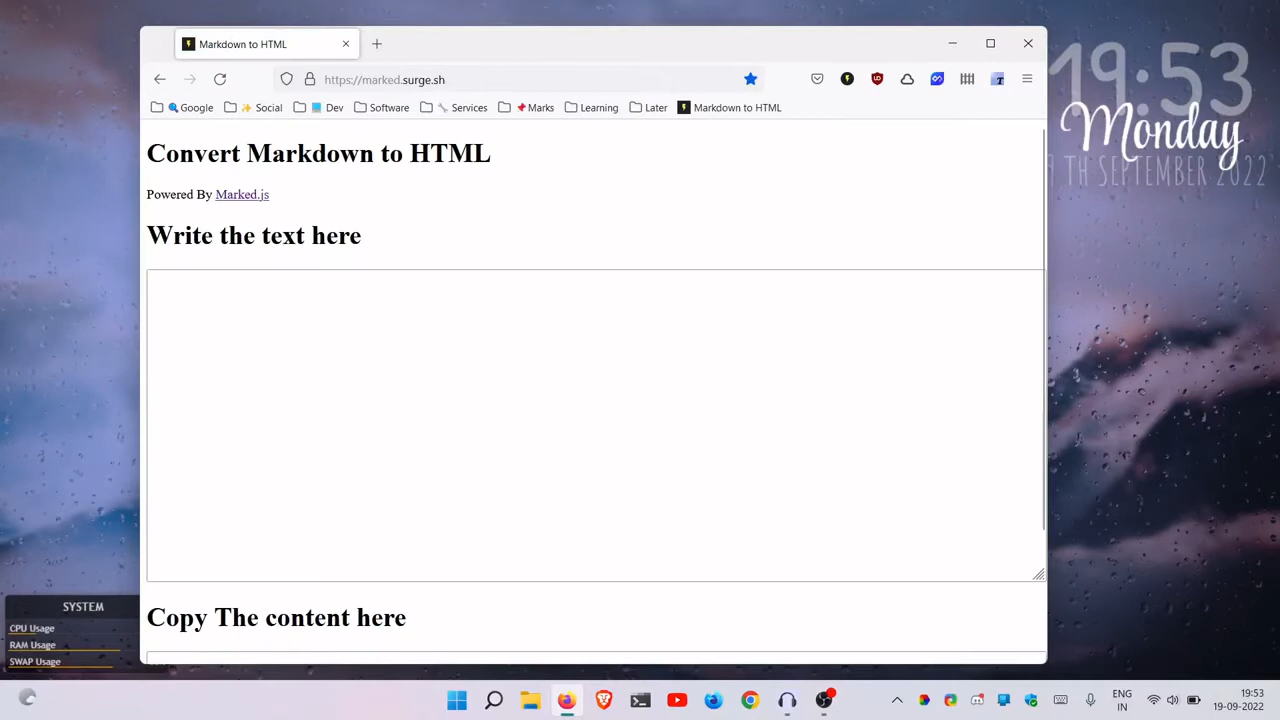 Markdown to HTML
https://marked.surge.sh
Google
Social
Dev
Software
Services
Marks
Learning
Later
Markdown to HTML
Convert Markdown to HTML
Powered By Marked.js
Write the text here
Copy The content here
19:53
Monday
TH SEPTEMBER 2022
SYSTEM
CPU Usage
RAM Usage
SWAP Usage
ENG
IN
19:53
19-09-2022